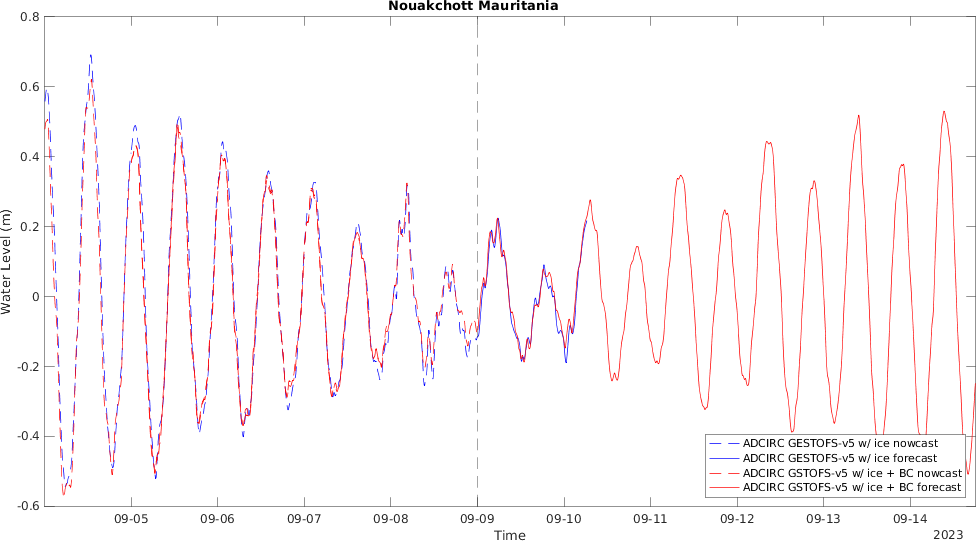 Nouakchott Mauritania
0.8
0.6
0.4
0.2
0
-0.2
-0.4
-0.6
Water Level (m)
ADCIRC GESTOFS-v5 w/ ice nowcast
ADCIRC GESTOFS-v5 w/ ice forecast
ADCIRC GSTOFS-v5 w/ ice + BC nowcast
ADCIRC GSTOFS-v5 w/ ice + BC forecast
09-05 09-06 09-07 09-08 09-09 09-10 09-11 09-12 09-13 09-14
Time
2023